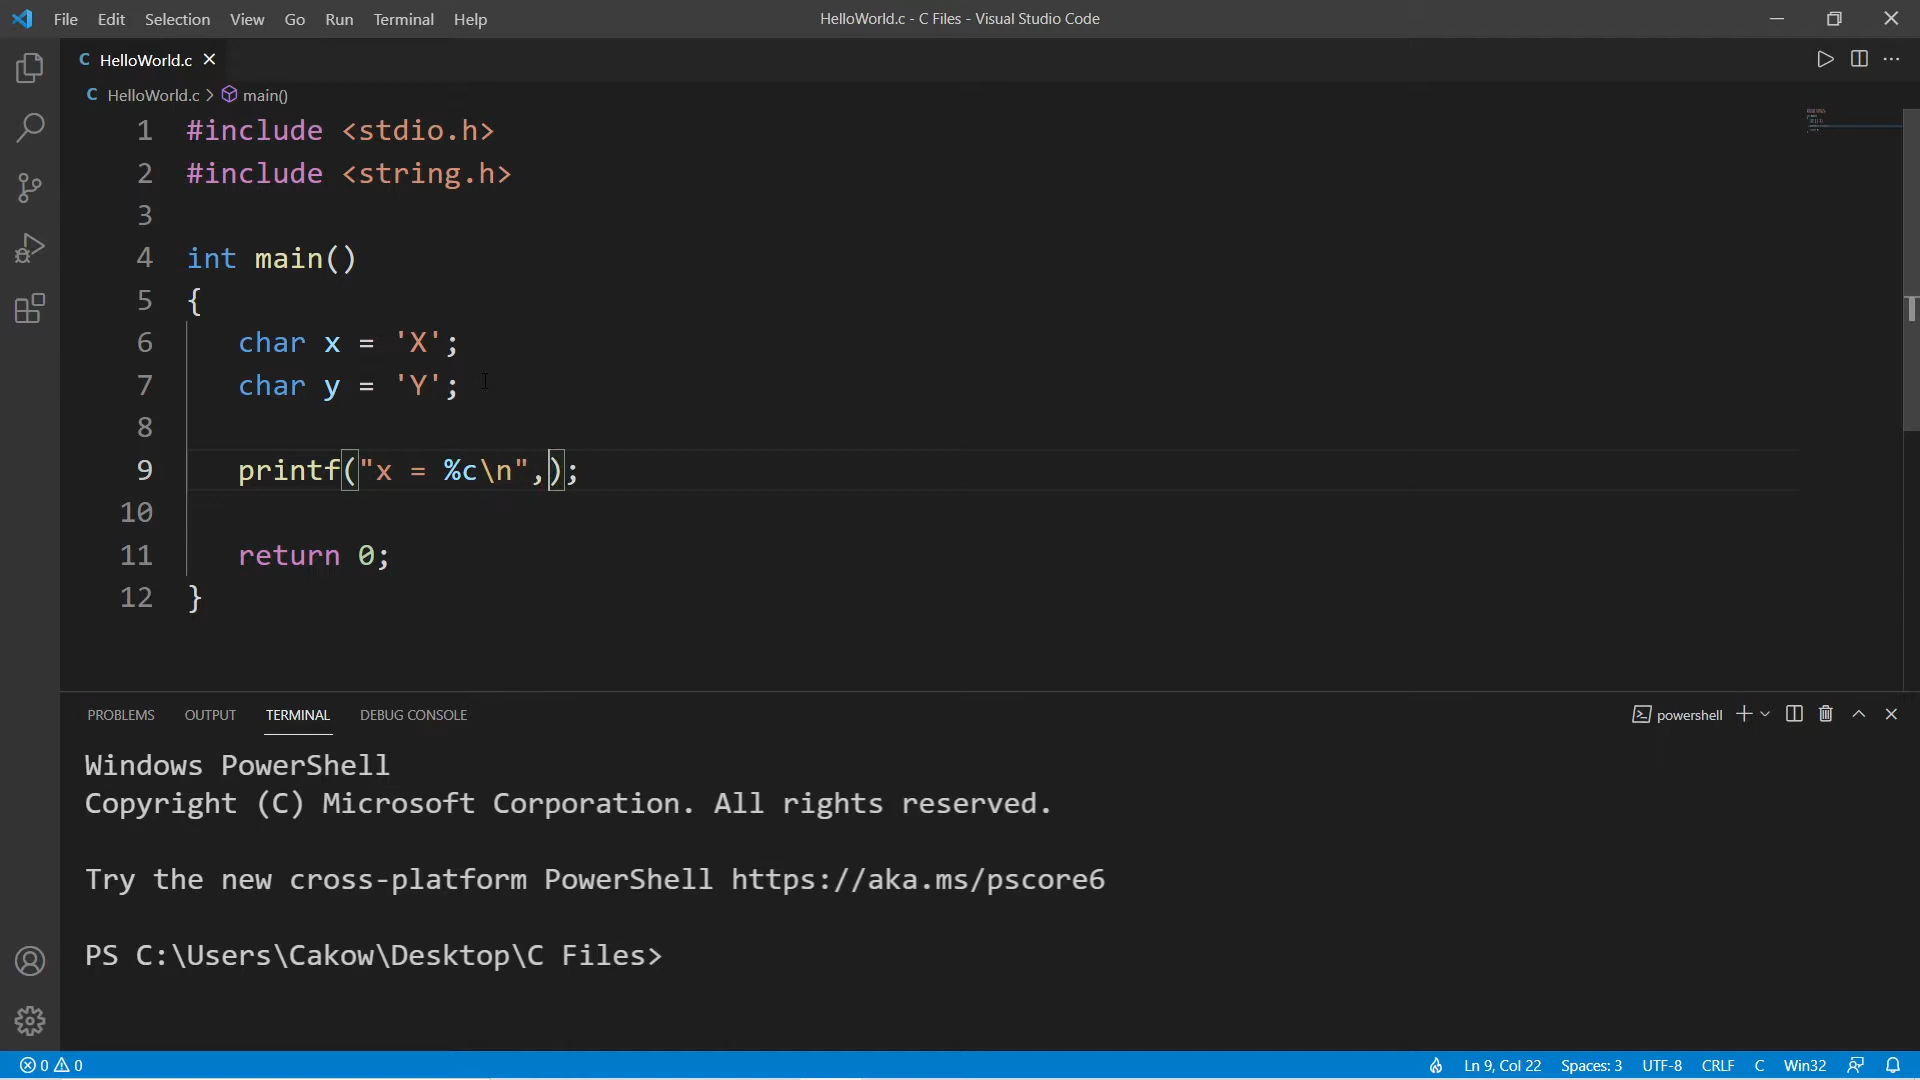 File Edit Selection View Go Run Terminal Help HelloWorld.c - C Files - Visual Studio Code
C HelloWorld.c
C HelloWorld.c > main()
1 #include <stdio.h>
2 #include <string.h>
3
4 int main()
5 {
6 char x = 'X';
7 char y = 'Y';
8
9 printf("x = %c\n",);
10
11 return 0;
12 }
PROBLEMS OUTPUT TERMINAL DEBUG CONSOLE powershell
Windows PowerShell
Copyright (C) Microsoft Corporation. All rights reserved.
Try the new cross-platform PowerShell https://aka.ms/pscore6
PS C:\Users\Cakow\Desktop\C Files>
0 0 Ln 9, Col 22 Spaces: 3 UTF-8 CRLF C Win32